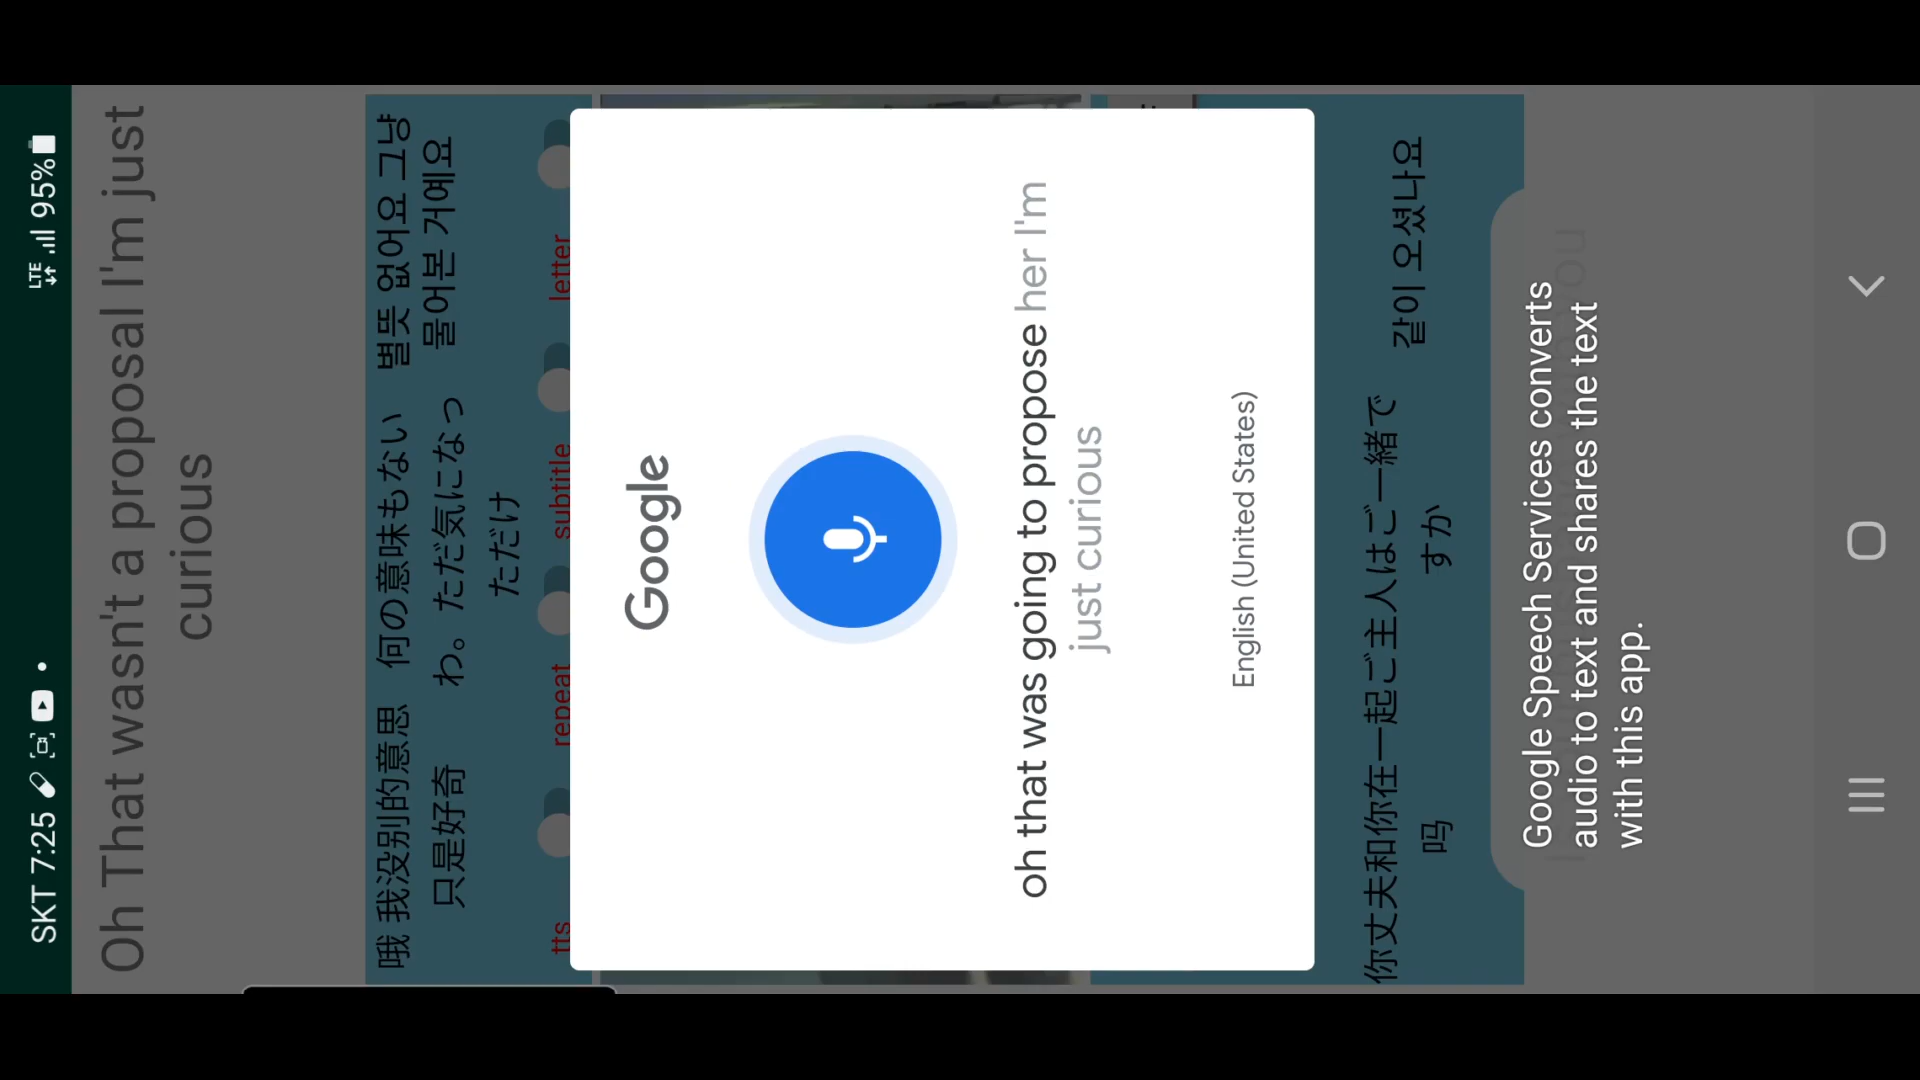 SKT 7:25
LTE
95%
Oh That wasn't a proposal I'm just
curious
哦 我没别的意思
只是好奇
何の意味もない
わ。ただ気になっ
ただけ
별뜻 없어요 그냥
물어본 거예요
tts
repeat
subtitle
letter
Google
oh that was going to propose her I'm
just curious
English (United States)
你丈夫和你在一起
吗
ご主人はご一緒で
すか
같이 오셨나요
Google Speech Services converts
audio to text and shares the text
with this app.